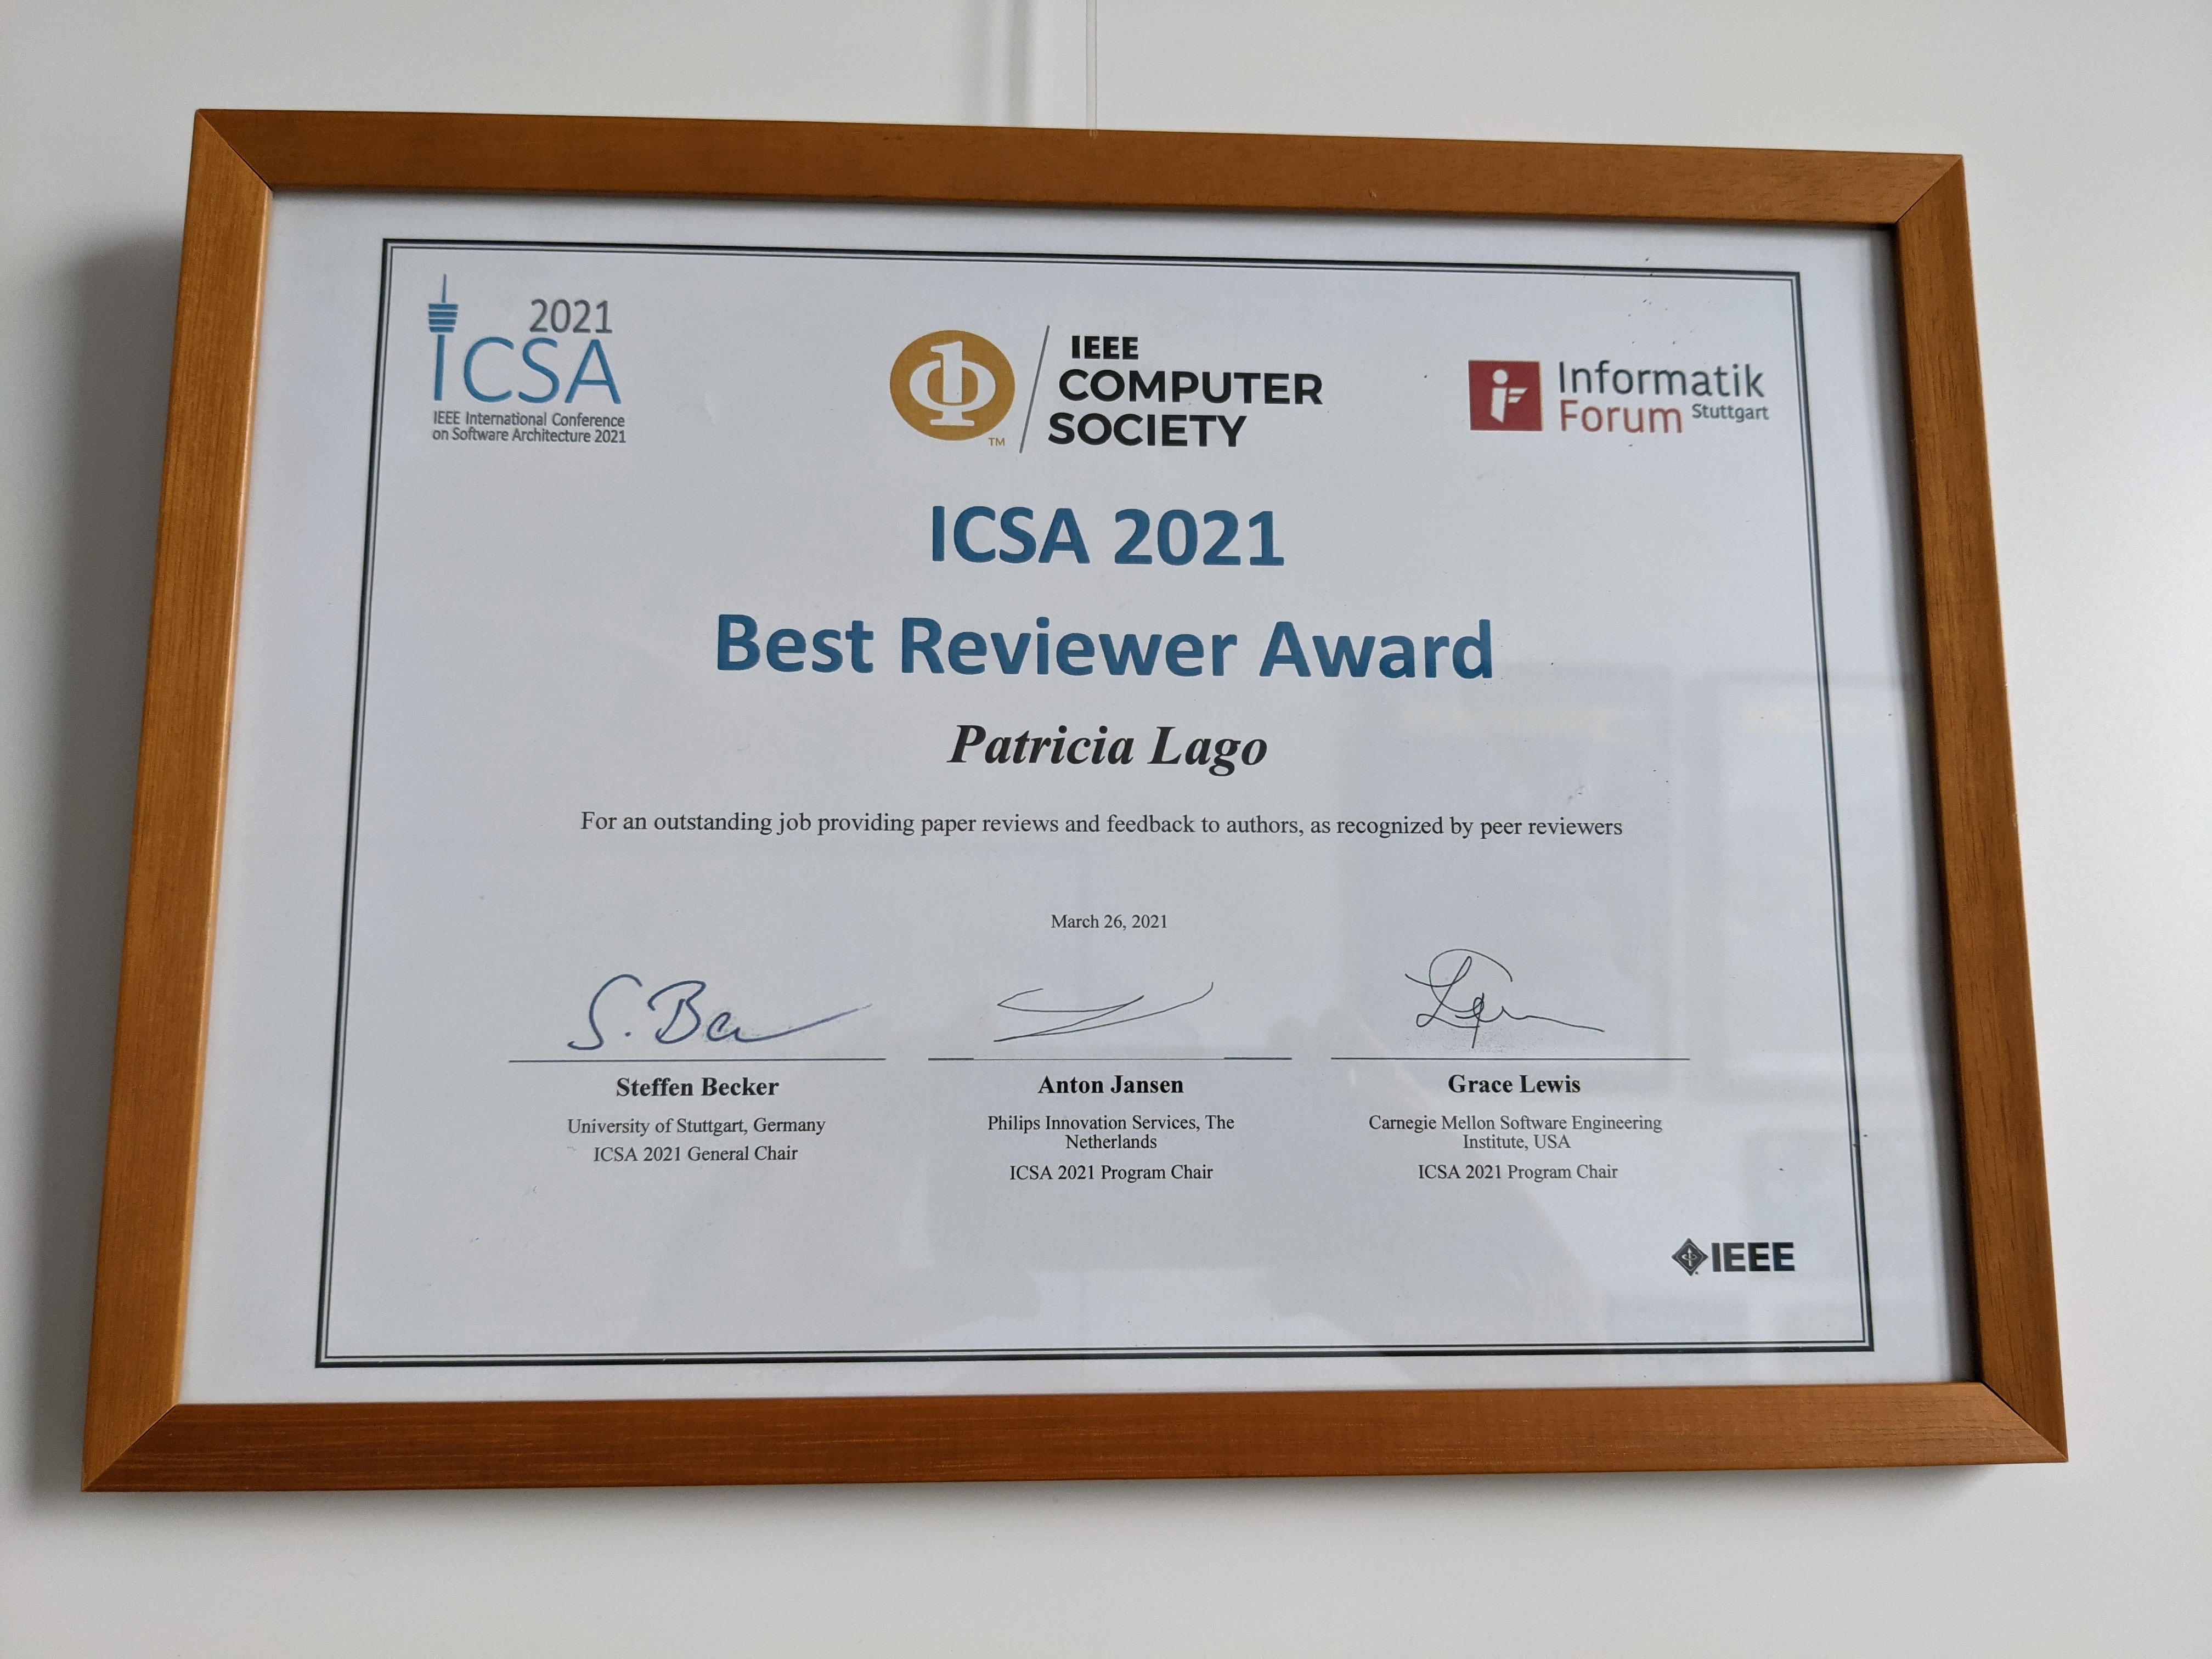 2021
ICSA
IEEE International Conference
on Software Architecture 2021
IEEE
COMPUTER
SOCIETY
TM
Informatik
Forum Stuttgart
ICSA 2021
Best Reviewer Award
Patricia Lago
For an outstanding job providing paper reviews and feedback to authors, as recognized by peer reviewers
March 26, 2021
S. Be
Steffen Becker
University of Stuttgart, Germany
ICSA 2021 General Chair
Anton Jansen
Philips Innovation Services, The
Netherlands
ICSA 2021 Program Chair
Grace Lewis
Carnegie Mellon Software Engineering
Institute, USA
ICSA 2021 Program Chair
IEEE